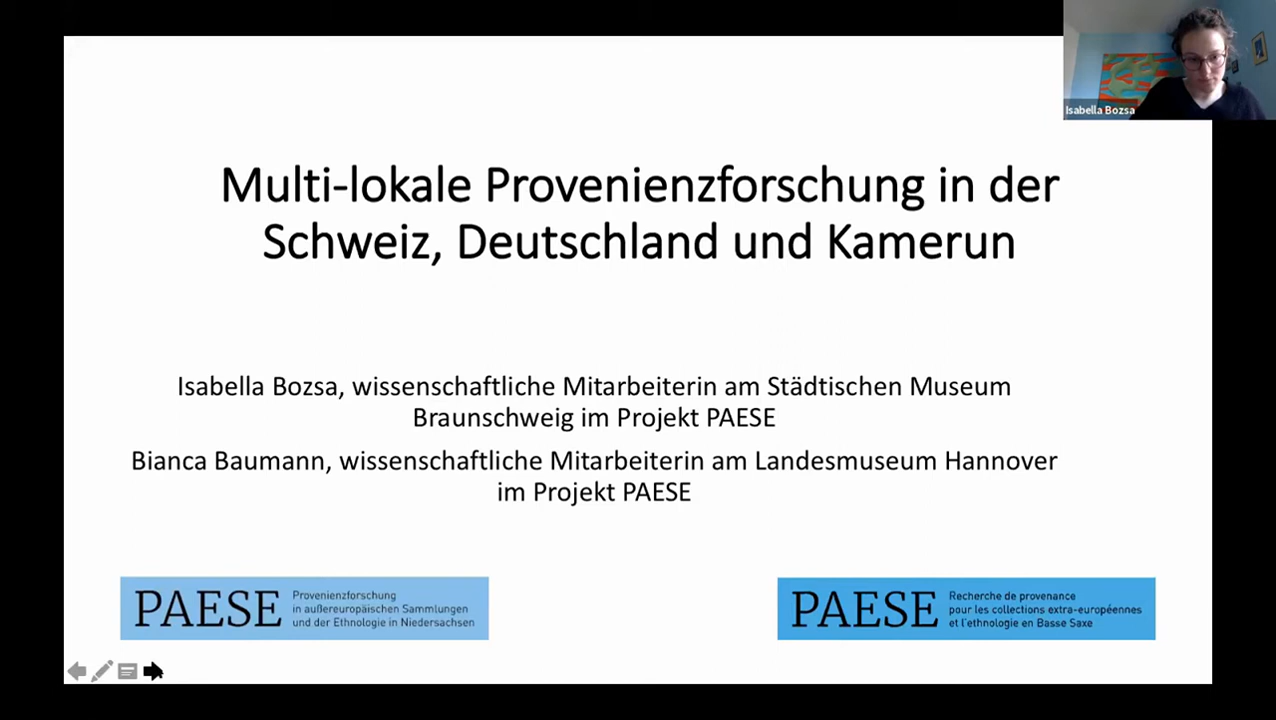 Isabella Bozsa
Multi-lokale Provenienzforschung in der
Schweiz, Deutschland und Kamerun
Isabella Bozsa, wissenschaftliche Mitarbeiterin am Städtischen Museum
Braunschweig im Projekt PAESE
Bianca Baumann, wissenschaftliche Mitarbeiterin am Landesmuseum Hannover
im Projekt PAESE
PAESE
Provenienzforschung
in außereuropäischen Sammlungen
und der Ethnologie in Niedersachsen
PAESE
Recherche de provenance
pour les collections extra-européennes
et l'ethnologie en Basse Saxe